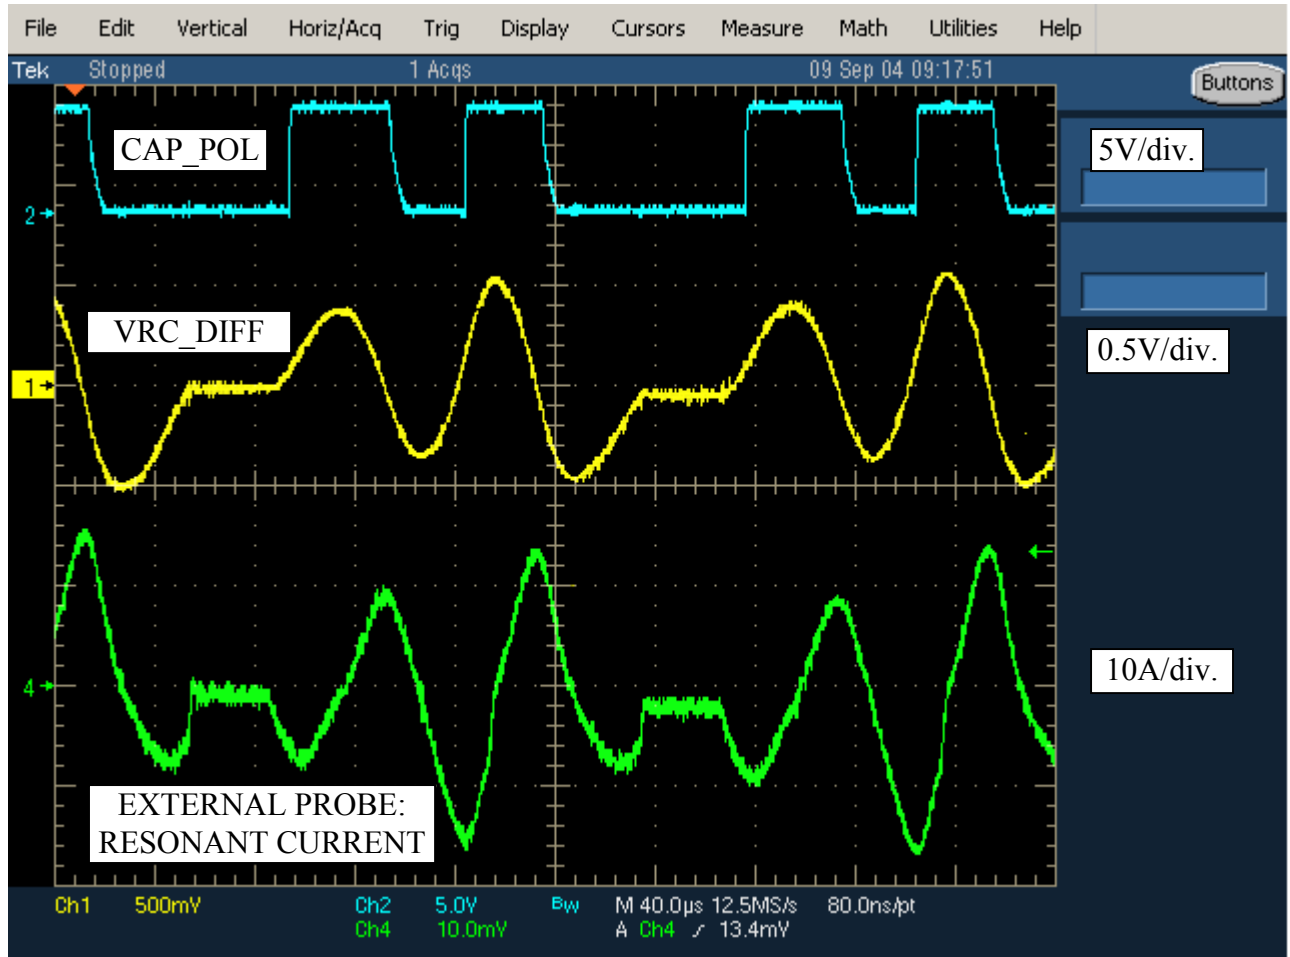 File Edit Vertical Horiz/Acq Trig Display Cursors Measure Math Utilities Help
Tek Stopped 1 Acqs 09 Sep 04 09:17:51
Buttons
CAP_POL
5V/div.
2
VRC_DIFF
0.5V/div.
1
10A/div.
4
EXTERNAL PROBE:
RESONANT CURRENT
Ch1 500mV Ch2 5.0V BW M 40.0µs 12.5MS/s 80.0ns/pt
Ch4 10.0mV A Ch4 13.4mV